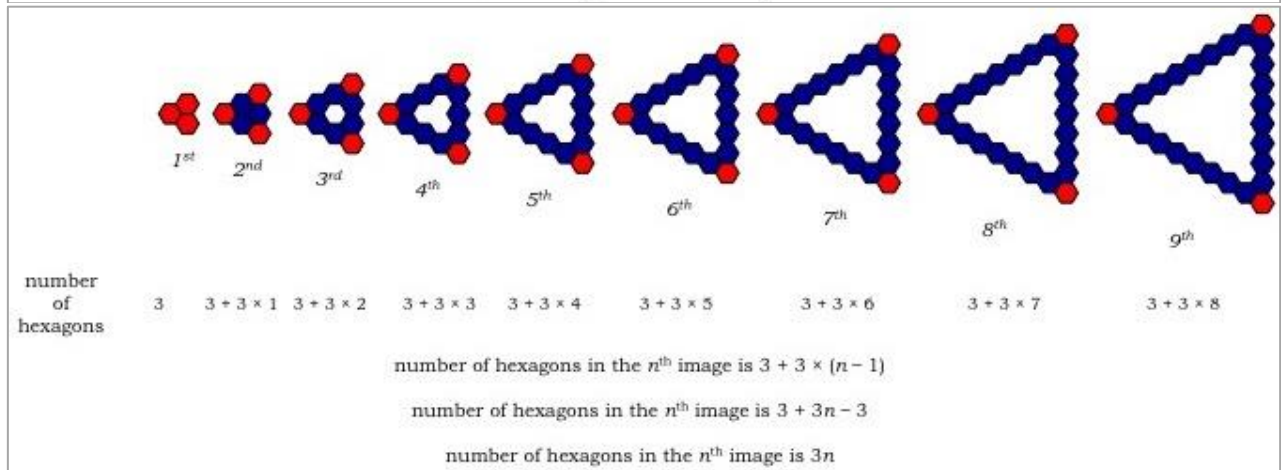 1st
2nd
3rd
4th
5th
6th
7th
8th
9th
number
of
hexagons
3 3 + 3 × 1 3 + 3 × 2 3 + 3 × 3 3 + 3 × 4 3 + 3 × 5 3 + 3 × 6 3 + 3 × 7 3 + 3 × 8
number of hexagons in the nth image is 3 + 3 × (n – 1)
number of hexagons in the nth image is 3 + 3n – 3
number of hexagons in the nth image is 3n